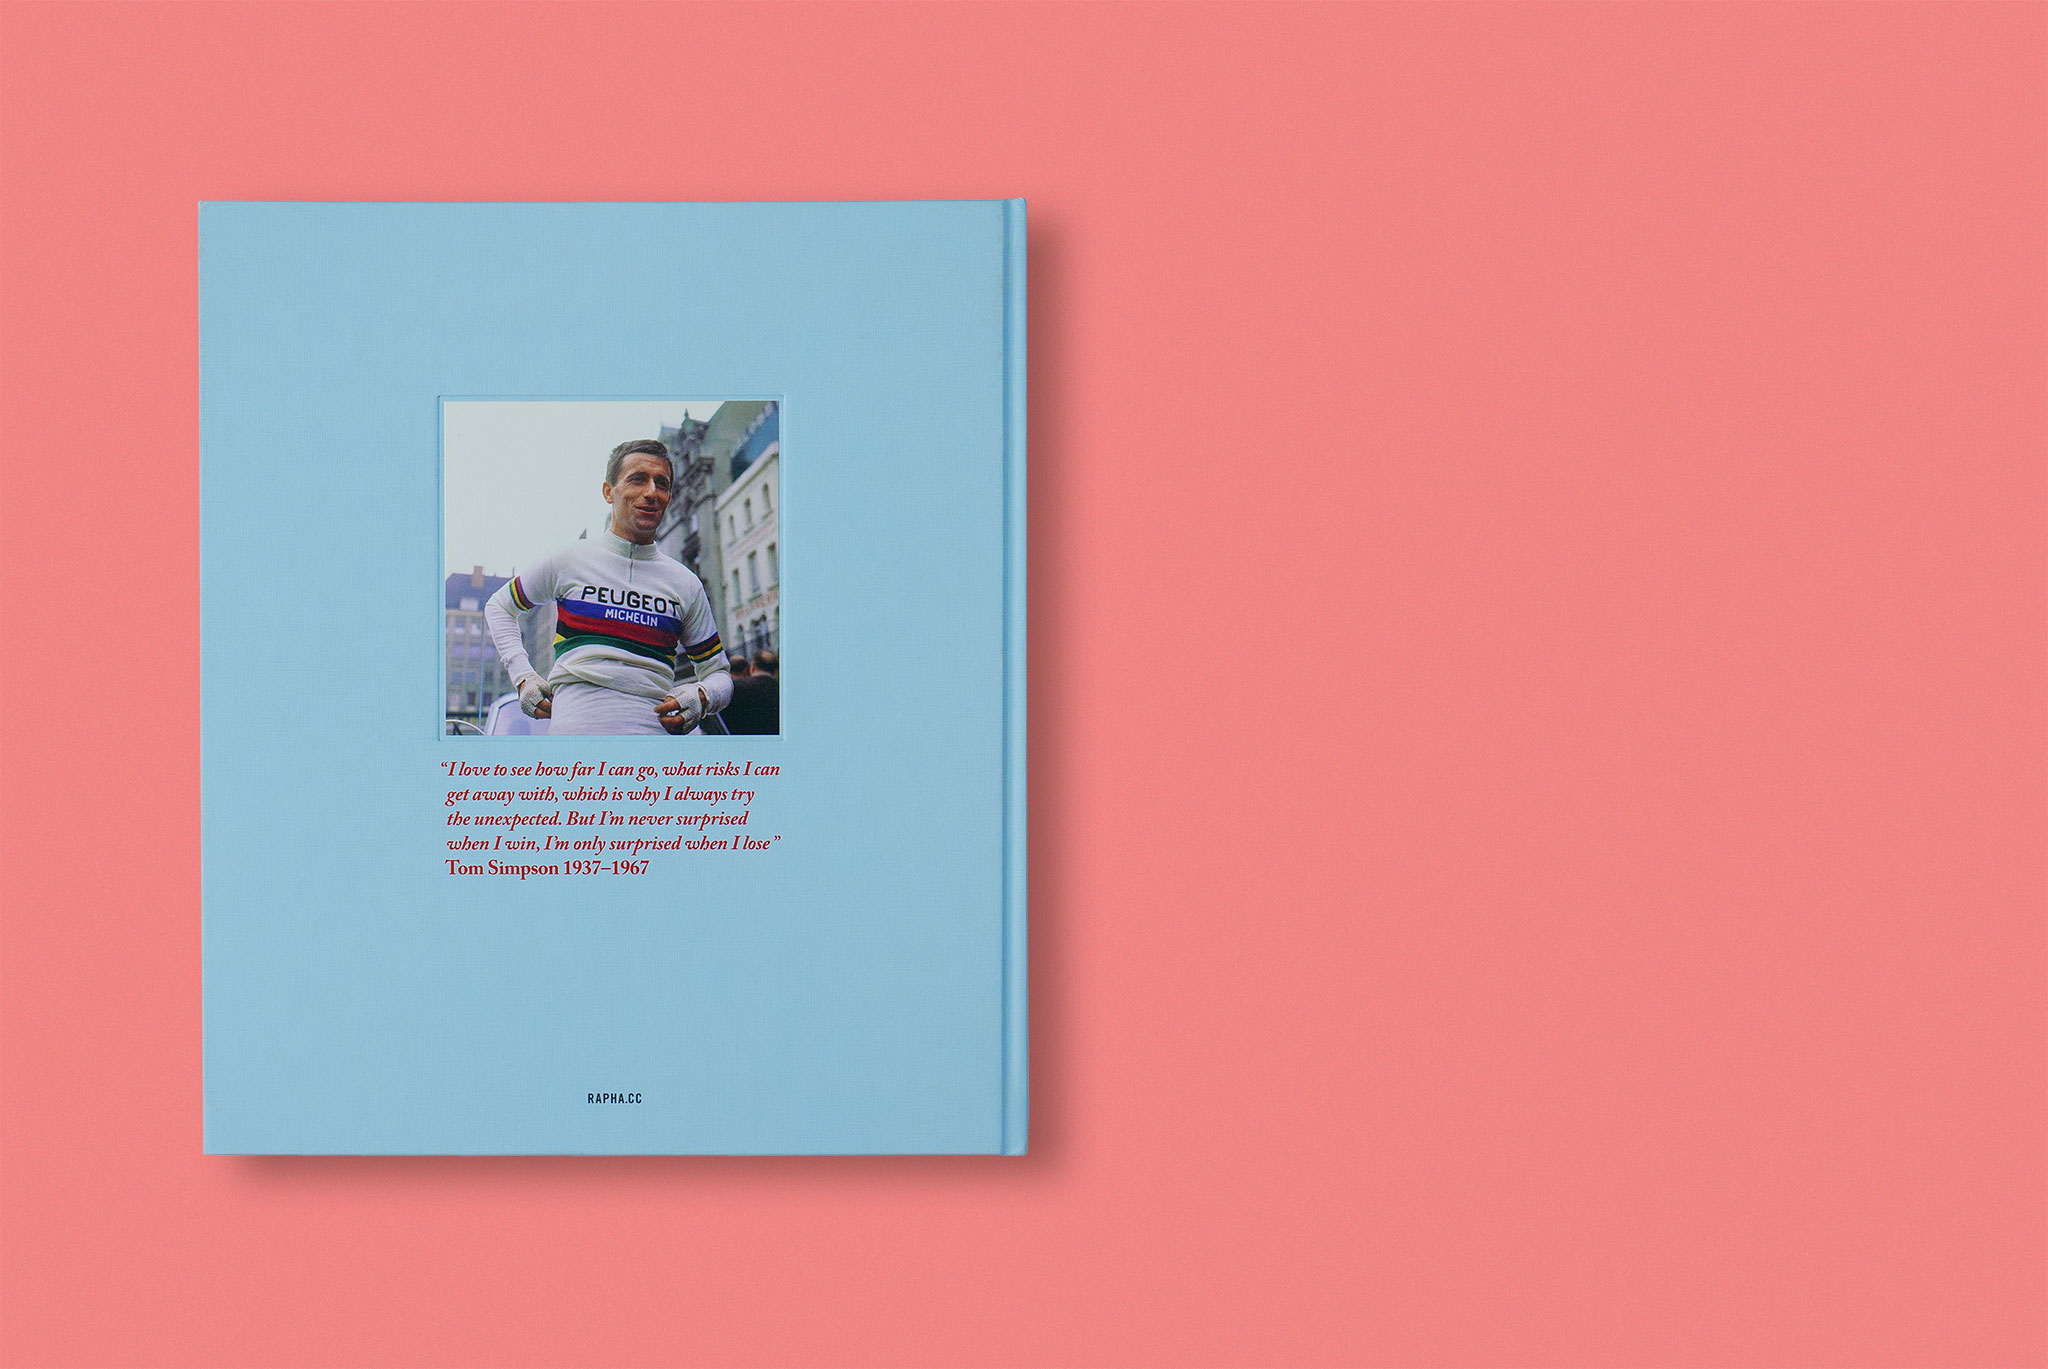 PEUGEOT
MICHELIN
“I love to see how far I can go, what risks I can
get away with, which is why I always try
the unexpected. But I’m never surprised
when I win, I’m only surprised when I lose”
Tom Simpson 1937–1967
RAPHA.CC